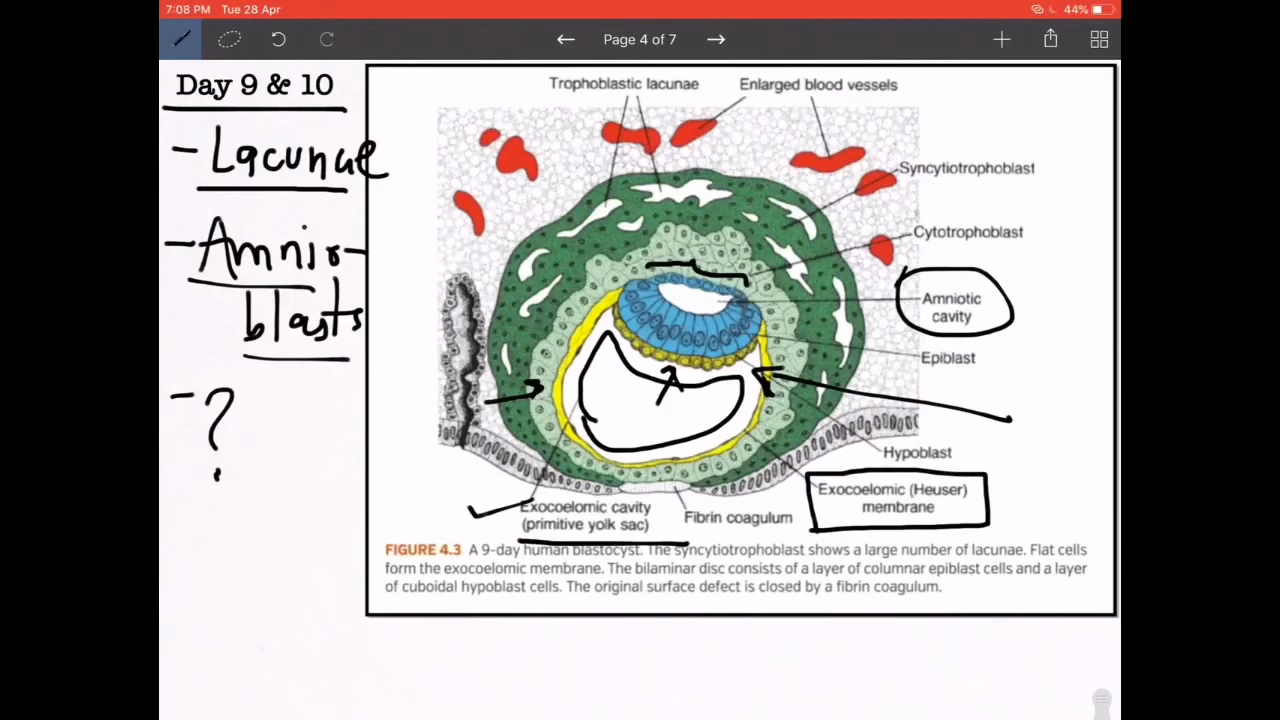 7:08 PM Tue 28 Apr
44%
Page 4 of 7
Day 9 & 10
- Lacunae
- Amnio-
blasts
- ?
Trophoblastic lacunae
Enlarged blood vessels
Syncytiotrophoblast
Cytotrophoblast
Amniotic
cavity
Epiblast
Hypoblast
Exocoelomic (Heuser)
membrane
Exocoelomic cavity
(primitive yolk sac)
Fibrin coagulum
FIGURE 4.3 A 9-day human blastocyst. The syncytiotrophoblast shows a large number of lacunae. Flat cells
form the exocoelomic membrane. The bilaminar disc consists of a layer of columnar epiblast cells and a layer
of cuboidal hypoblast cells. The original surface defect is closed by a fibrin coagulum.